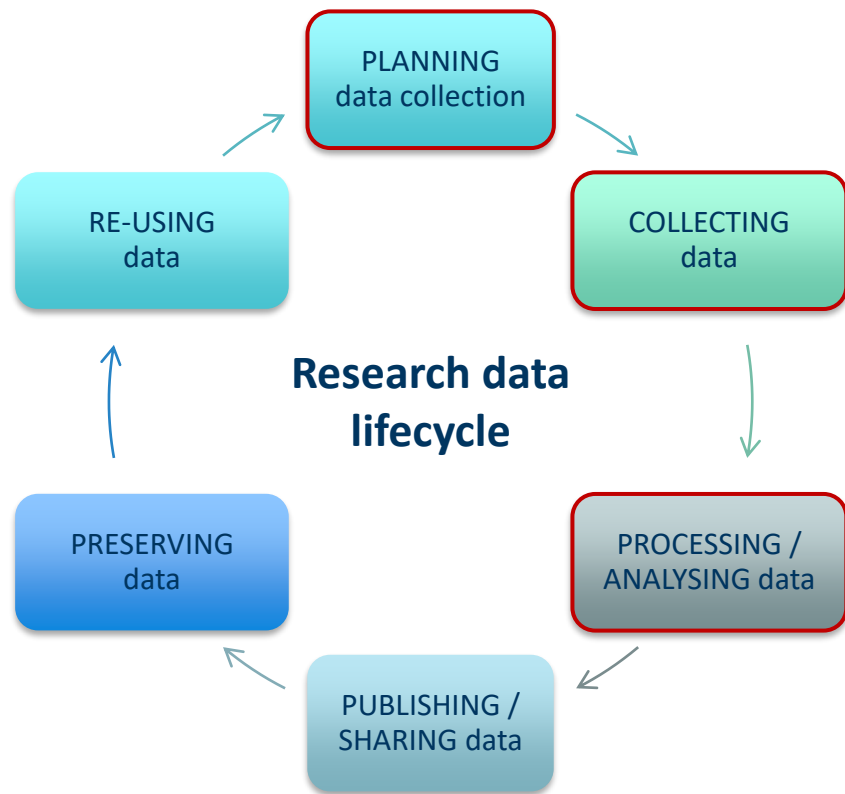 PLANNING
data collection
COLLECTING
data
PROCESSING /
ANALYSING data
PUBLISHING /
SHARING data
PRESERVING
data
RE-USING
data
Research data
lifecycle